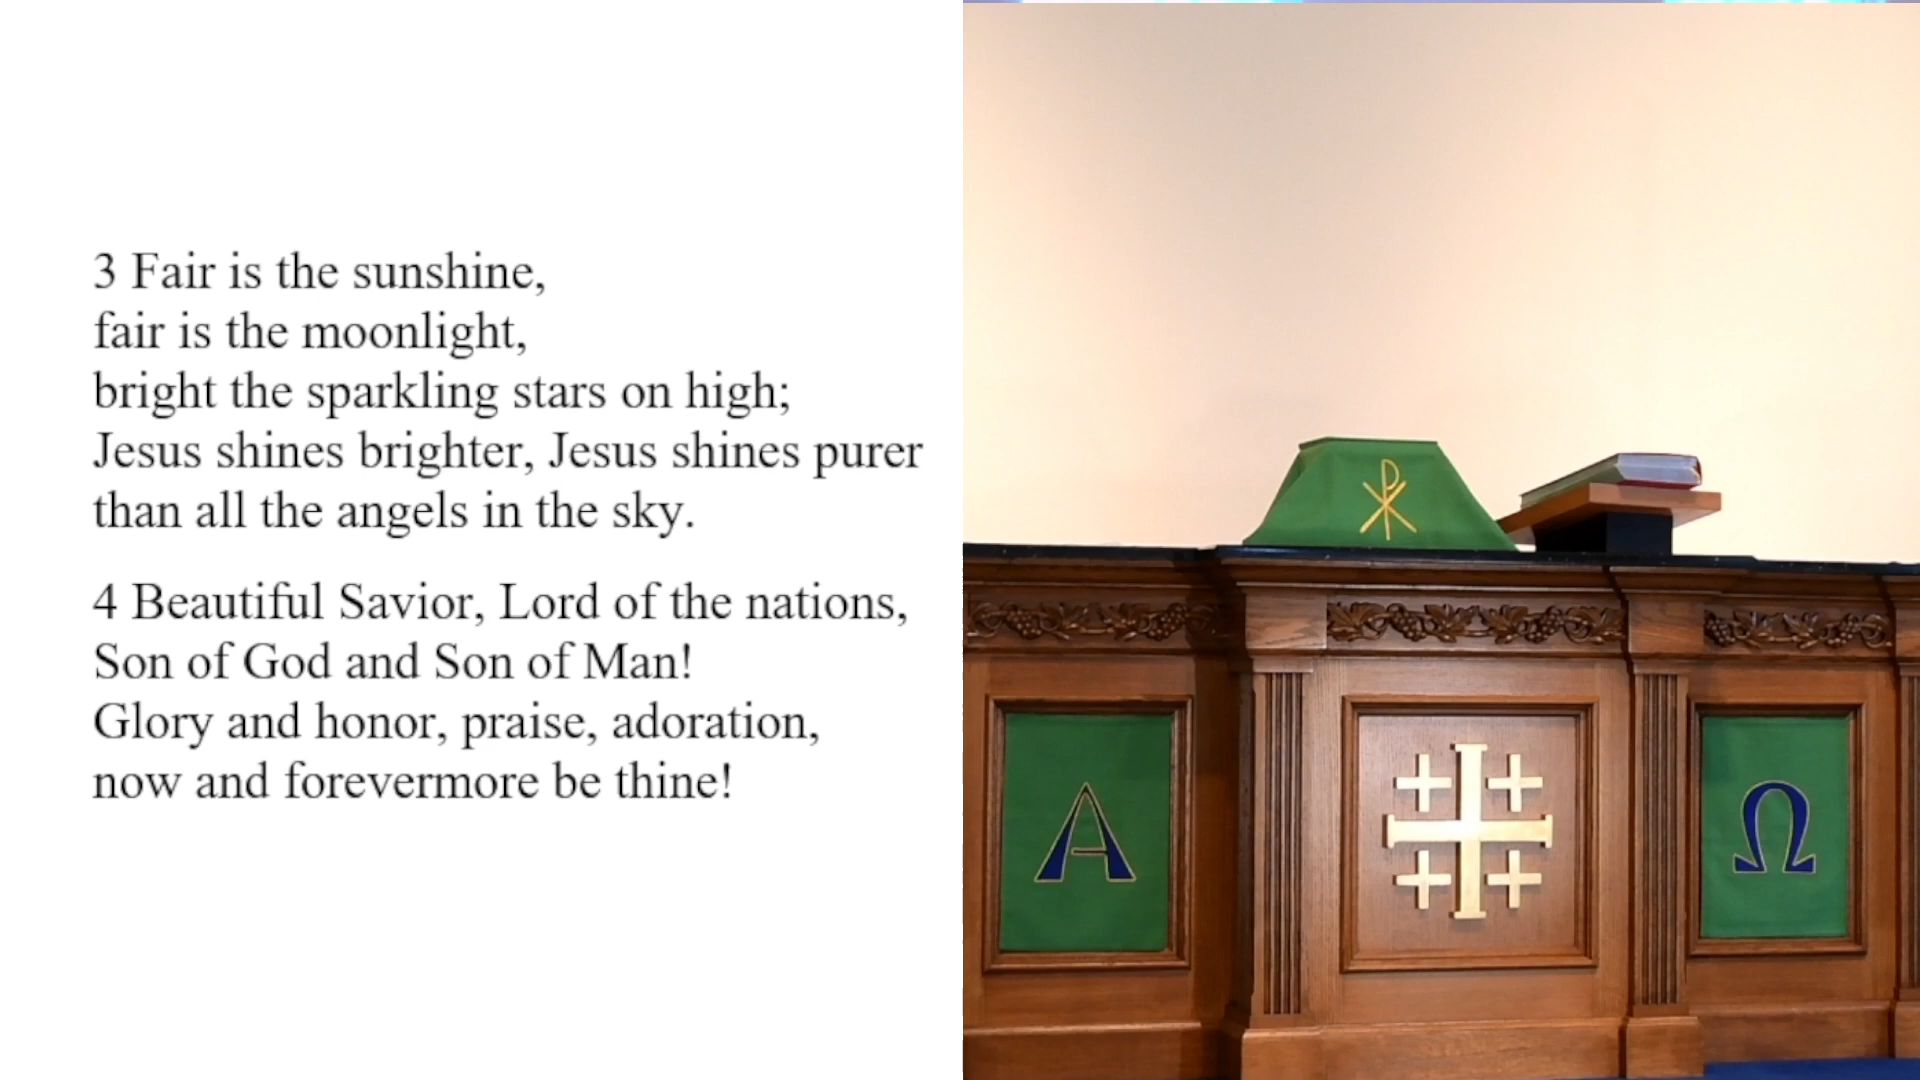 3 Fair is the sunshine,
fair is the moonlight,
bright the sparkling stars on high;
Jesus shines brighter, Jesus shines purer
than all the angels in the sky.
4 Beautiful Savior, Lord of the nations,
Son of God and Son of Man!
Glory and honor, praise, adoration,
now and forevermore be thine!
Α
Ω